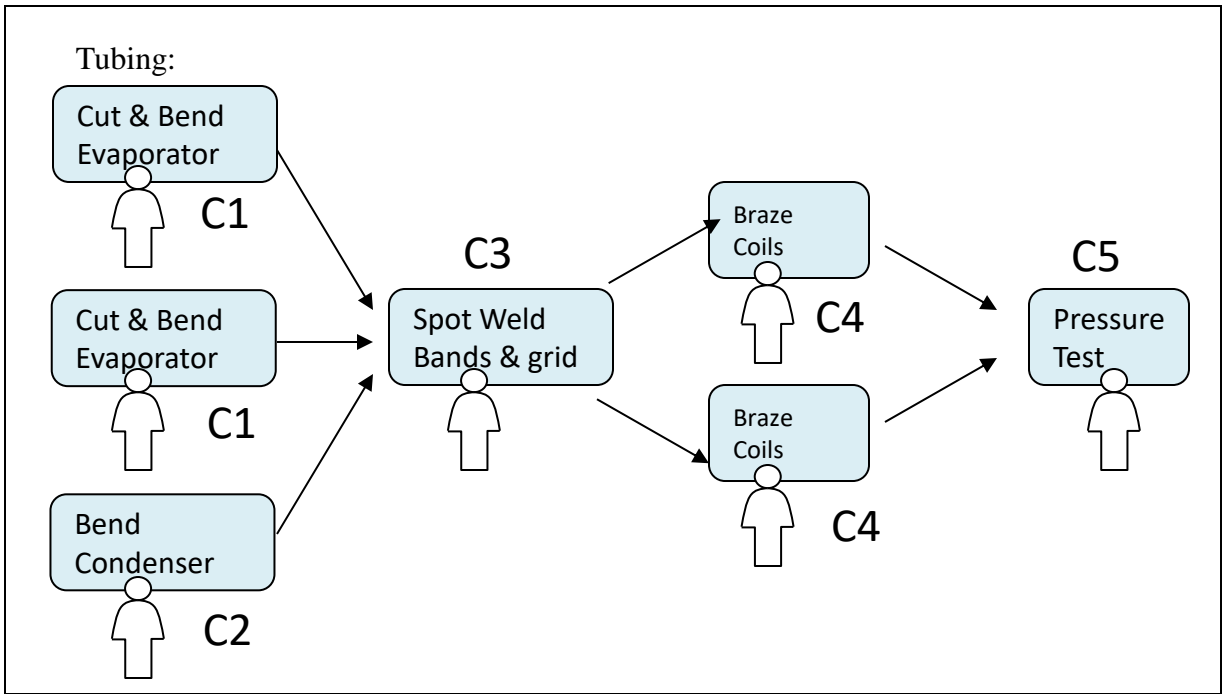 Tubing:
Cut & Bend
Evaporator
C1
Cut & Bend
Evaporator
C1
Bend
Condenser
C2
C3
Spot Weld
Bands & grid
Braze
Coils
C4
Braze
Coils
C4
C5
Pressure
Test